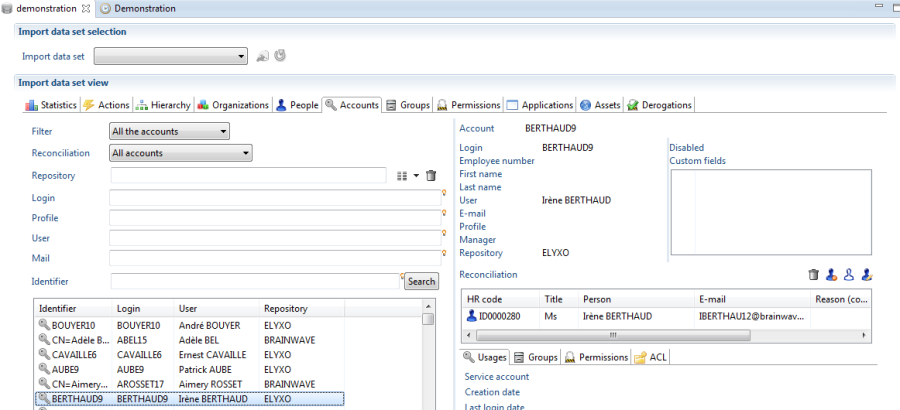 demonstration Demonstration
Import data set selection
Import data set
Import data set view
Statistics Actions Hierarchy Organizations People Accounts Groups Permissions Applications Assets Derogations
Filter All the accounts
Reconciliation All accounts
Repository
Login
Profile
User
Mail
Identifier Search
Identifier Login User Repository
BOUYER10 BOUYER10 André BOUYER ELYXO
CN=Adèle B... ABEL15 Adèle BEL BRAINWAVE
CAVAILLE6 CAVAILLE6 Ernest CAVAILLE ELYXO
AUBE9 AUBE9 Patrick AUBE ELYXO
CN=Aimery... AROSSET17 Aimery ROSSET BRAINWAVE
BERTHAUD9 BERTHAUD9 Irène BERTHAUD ELYXO
Account BERTHAUD9
Login BERTHAUD9 Disabled
Employee number Custom fields
First name
Last name
User Irène BERTHAUD
E-mail
Profile
Manager
Repository ELYXO
Reconciliation
HR code Title Person E-mail Reason (co...
ID0000280 Ms Irène BERTHAUD IBERTHAU12@brainwav...
Usages Groups Permissions ACL
Service account
Creation date
Last login date